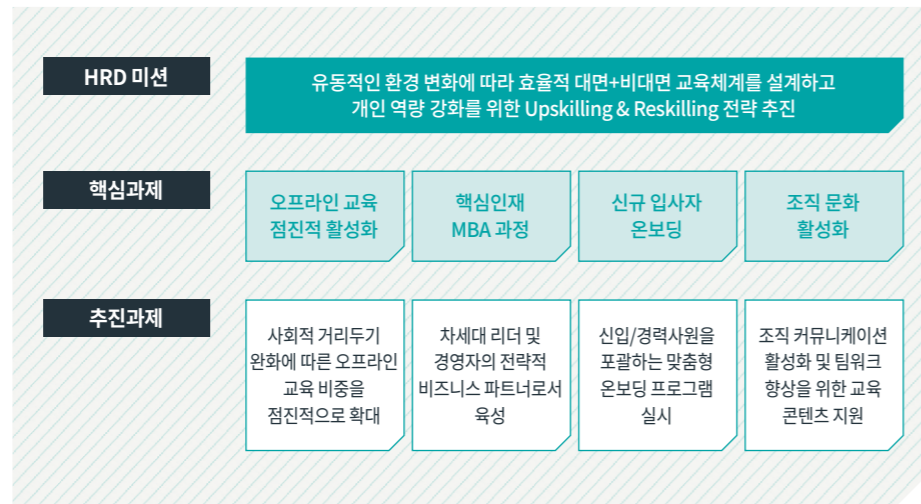 HRD 미션
유동적인 환경 변화에 따라 효율적 대면+비대면 교육체계를 설계하고
개인 역량 강화를 위한 Upskilling & Reskilling 전략 추진
핵심과제
오프라인 교육
점진적 활성화
핵심인재
MBA 과정
신규 입사자
온보딩
조직 문화
활성화
추진과제
사회적 거리두기
완화에 따른 오프라인
교육 비중을
점진적으로 확대
차세대 리더 및
경영자의 전략적
비즈니스 파트너로서
육성
신입/경력사원을
포괄하는 맞춤형
온보딩 프로그램
실시
조직 커뮤니케이션
활성화 및 팀워크
향상을 위한 교육
콘텐츠 지원